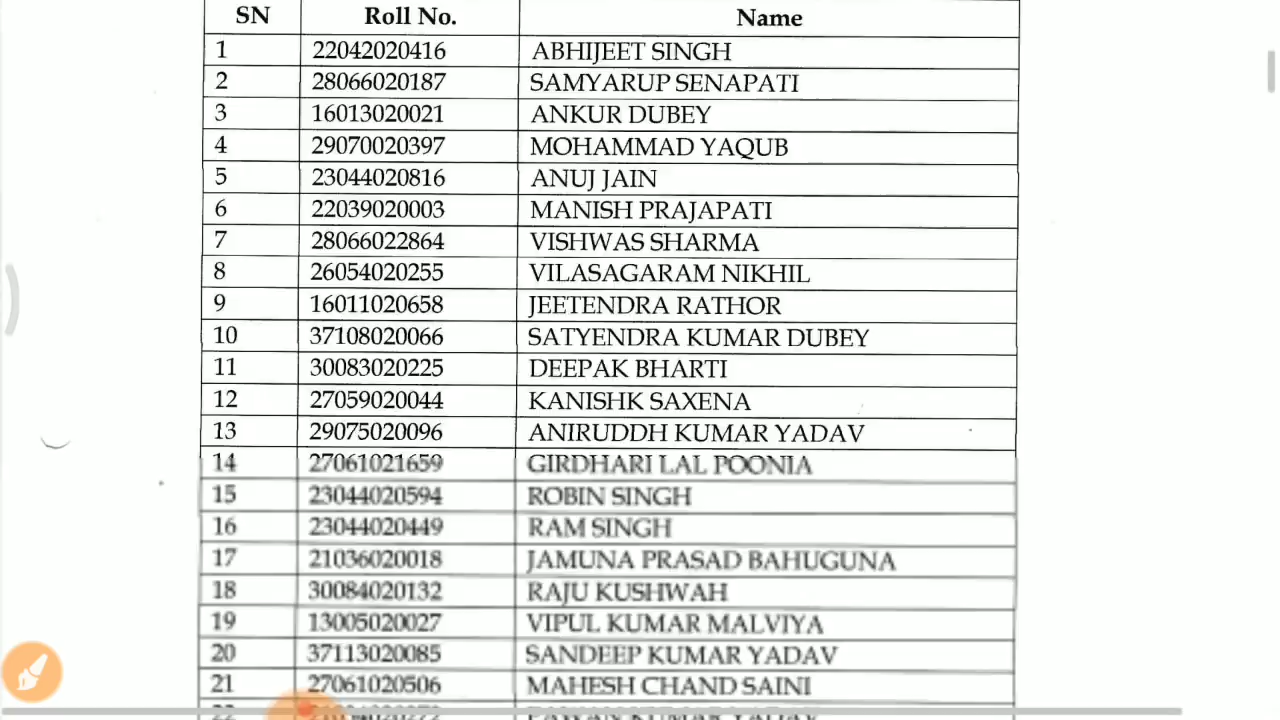 SN Roll No. Name
1 22042020416 ABHIJEET SINGH
2 28066020187 SAMYARUP SENAPATI
3 16013020021 ANKUR DUBEY
4 29070020397 MOHAMMAD YAQUB
5 23044020816 ANUJ JAIN
6 22039020003 MANISH PRAJAPATI
7 28066022864 VISHWAS SHARMA
8 26054020255 VILASAGARAM NIKHIL
9 16011020658 JEETENDRA RATHOR
10 37108020066 SATYENDRA KUMAR DUBEY
11 30083020225 DEEPAK BHARTI
12 27059020044 KANISHK SAXENA
13 29075020096 ANIRUDDH KUMAR YADAV
14 27061021659 GIRDHARI LAL POONIA
15 23044020594 ROBIN SINGH
16 23044020449 RAM SINGH
17 21036020018 JAMUNA PRASAD BAHUGUNA
18 30084020132 RAJU KUSHWAH
19 13005020027 VIPUL KUMAR MALVIYA
20 37113020085 SANDEEP KUMAR YADAV
21 27061020506 MAHESH CHAND SAINI